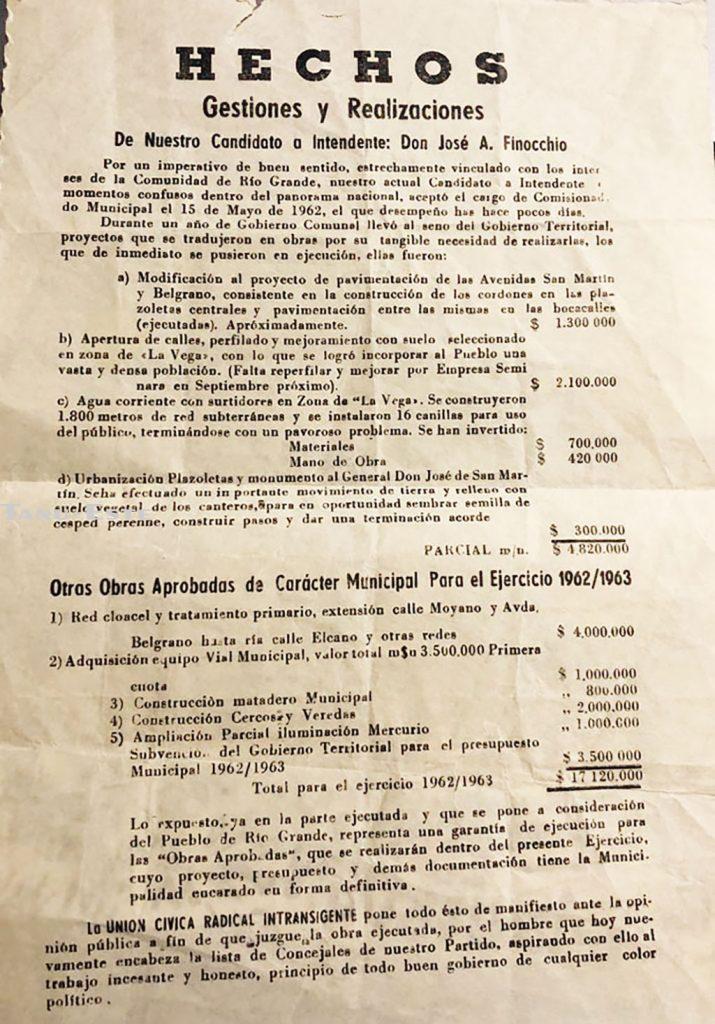 HECHOS
Gestiones y Realizaciones
De Nuestro Candidato a Intendente: Don José A. Finocchio
Por un imperativo de bnen sentido, estrechamente vinculado con los inter
ses de la Comunidad de Río Grande, nuestro actual Candidato a Intendente
momentos confusos dentro del panorama nacional, aceptó el cargo de Comisionad
do Municipal el 15 de Mayo de 1962, el que desempeño has hace pocos días.
Durante un año de Gobierno Comunal llevó al seno del Gobierno Territorial,
proyectos que se tradujeron en obras por su tangible necesidad de realizarlas, los
que de inmediato se pusieron en ejecución, ellas fueron:
a) Modificación al proyecto de pavimentación de las Avenidas San Martín
y Belgrano, consistente en la construcción de los cordones en las pla-
zoletas centrales y pavimentación entre las mismas en las bocacalles
(ejecutadas). Apróximadamente. $ 1.300 000
b) Apertura de calles, perfilado y mejoramiento con suelo seleccionado
en zona de «La Vega», con lo que se logró incorporar al Pueblo una
vasta y densa población. (Falta reperfilar y mejorar por Empresa Semi
nara en Septiembre próximo). $ 2.100.000
c) Agua corriente con surtidores en Zona de "La Vega». Se construyeron
1.800 metros de red subterráneas y se instalaron 16 canillas para uso
del público, terminándose con un pavoroso problema. Se han invertido:
Materiales $ 700,000
Mano de Obra $ 420 000
d) Urbanización Plazoletas y monumento al General Don José de San Mar-
tín. Seha efectuado un in portante movimiento de tierra y relleno con
suelo vegetal de los canteros, para en oportunidad sembrar semilla de
cesped perenne, construir pasos y dar una terminación acorde
$ 300.000
PARCIAL m/n. $ 4.820.000
Otras Obras Aprobadas de Carácter Municipal Para el Ejercicio 1962/1963
1) Red cloacel y tratamiento primario, extensión calle Moyano y Avda.
Belgrano hasta ría calle Elcano y otras redes $ 4,000.000
2) Adquisición equipo Vial Municipal, valor total m$n 3.500.000 Primera
cuota $ 1,000.000
3) Construcción matadero Municipal ,, 800.000
4) Construcción Cercos y Veredas ,, 2.000,000
5) Ampliación Parcial iluminación Mercurio ,, 1.000.000
Subvención. del Gobierno Territorial para el presupuesto
Municipal 1962/1963 $ 3.500 000
Total para el ejercicio 1962/1963 $ 17 120.000
Lo expuesto, ya en la parte ejecutada y que se pone a consideración
del Pueblo de Río Grande, representa una garantía de ejecución para
las "Obras Aprobadas", que se realizarán dentro del presente Ejercicio,
cuyo proyecto, presupuesto y demás documentación tiene la Munici-
palidad encarado en forma definitiva.
La UNION CIVICA RADICAL INTRANSIGENTE pone todo ésto de manifiesto ante la opi-
nión pública a fin de que juzgue la obra ejecutada, por el hombre que hoy nue-
vamente encabeza la lista de Concejales de nuestro Partido, aspirando con ello al
trabajo incesante y honesto, principio de todo buen gobierno de cualquier color
político.